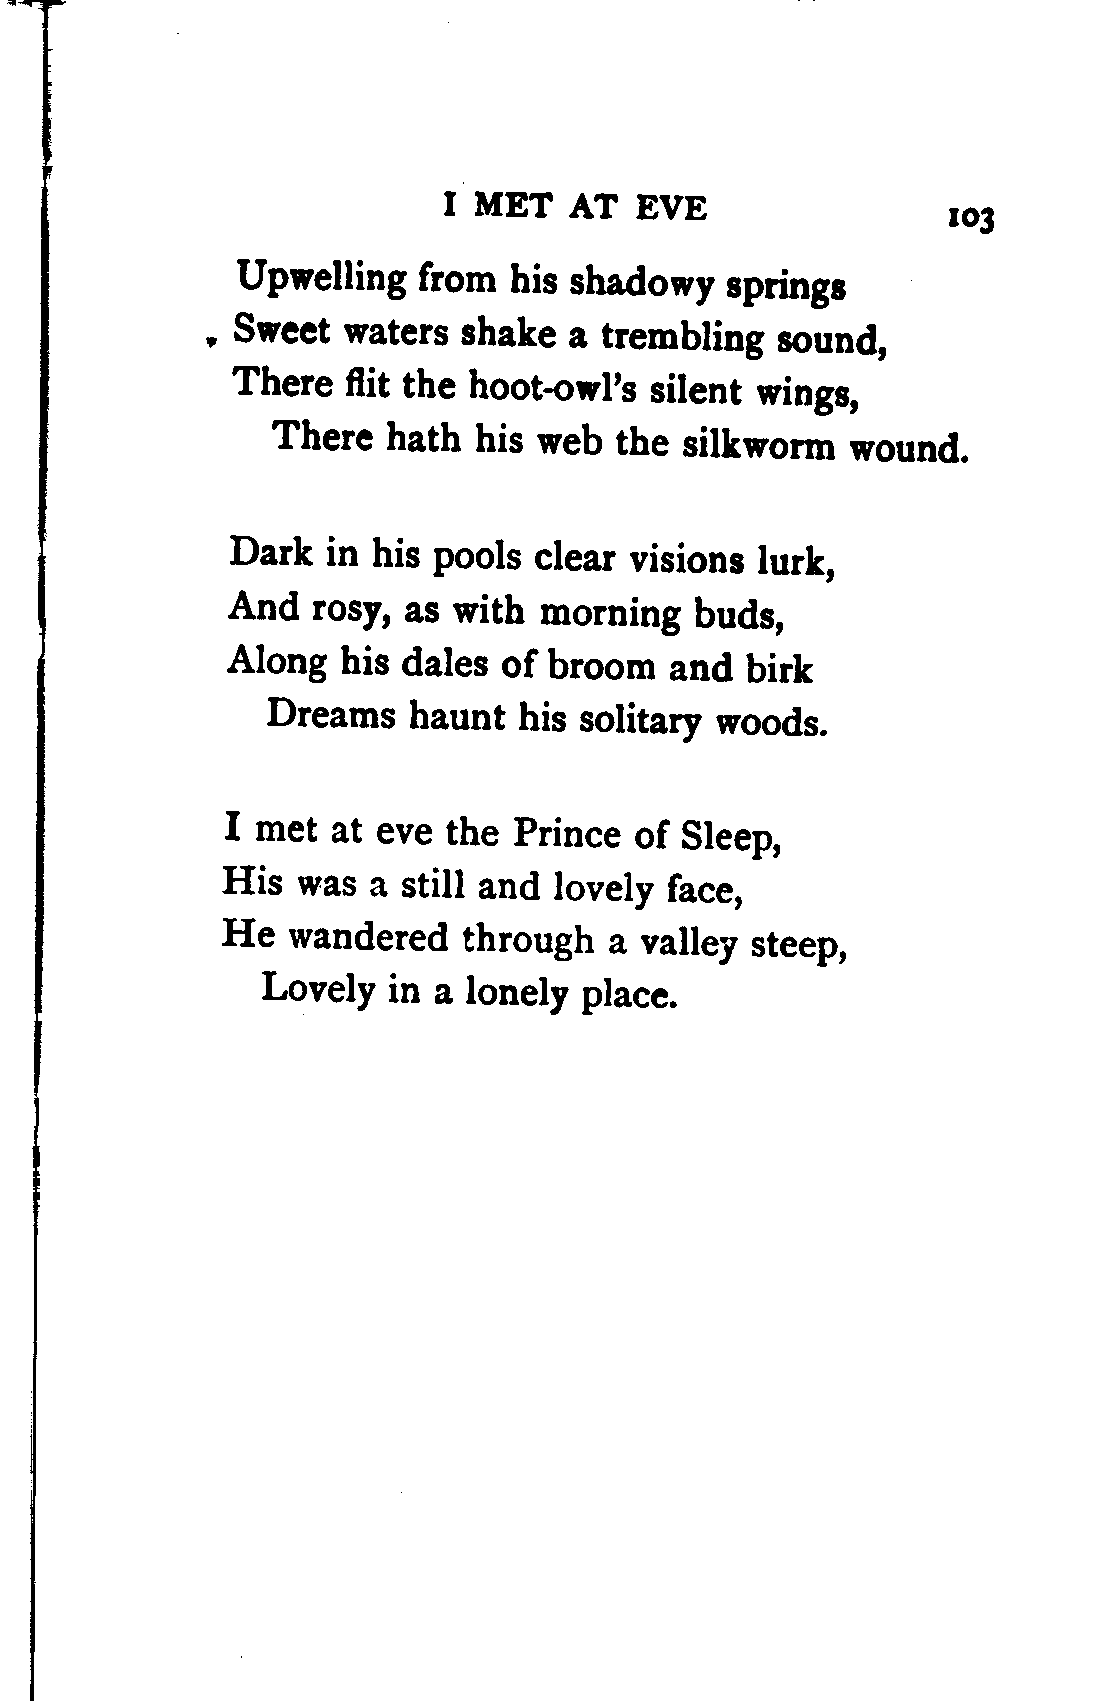 I MET AT EVE 103
Upwelling from his shadowy springs
Sweet waters shake a trembling sound,
There flit the hoot-owl's silent wings,
There hath his web the silkworm wound.

Dark in his pools clear visions lurk,
And rosy, as with morning buds,
Along his dales of broom and birk
Dreams haunt his solitary woods.

I met at eve the Prince of Sleep,
His was a still and lovely face,
He wandered through a valley steep,
Lovely in a lonely place.